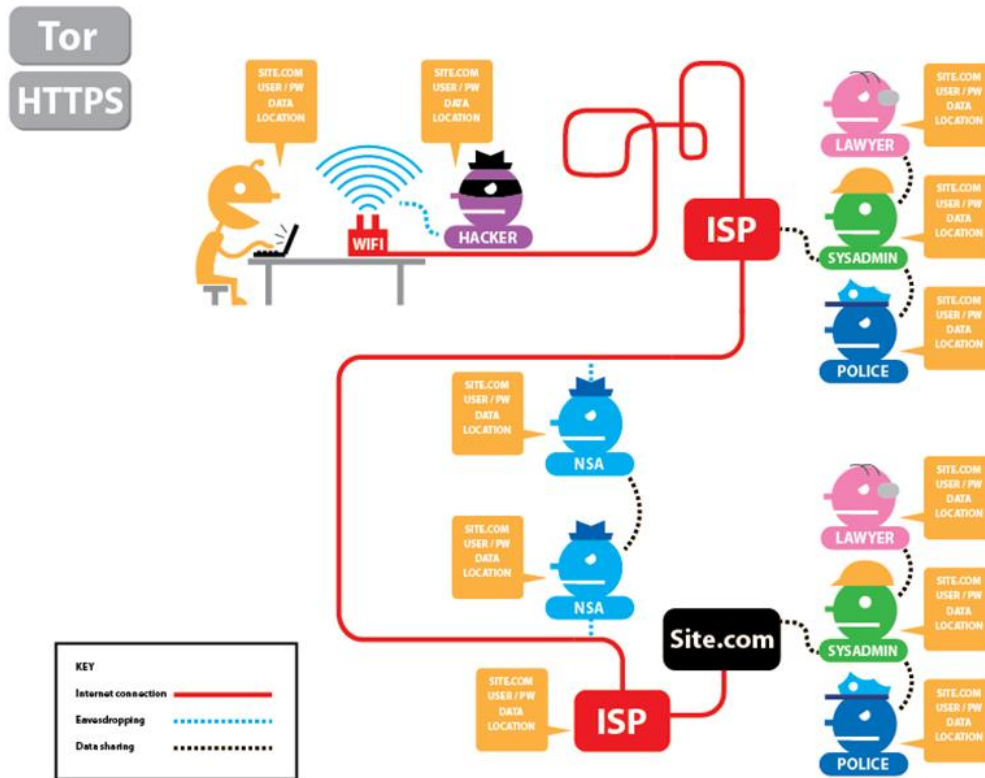 Tor
HTTPS
SITE.COM
USER / PW
DATA
LOCATION
SITE.COM
USER / PW
DATA
LOCATION
WIFI
HACKER
ISP
SITE.COM
USER / PW
DATA
LOCATION
LAWYER
SITE.COM
USER / PW
DATA
LOCATION
SYSADMIN
SITE.COM
USER / PW
DATA
LOCATION
POLICE
SITE.COM
USER / PW
DATA
LOCATION
NSA
SITE.COM
USER / PW
DATA
LOCATION
NSA
SITE.COM
USER / PW
DATA
LOCATION
LAWYER
SITE.COM
USER / PW
DATA
LOCATION
SYSADMIN
SITE.COM
USER / PW
DATA
LOCATION
POLICE
Site.com
SITE.COM
USER / PW
DATA
LOCATION
ISP
KEY
Internet connection
Eavesdropping
Data sharing